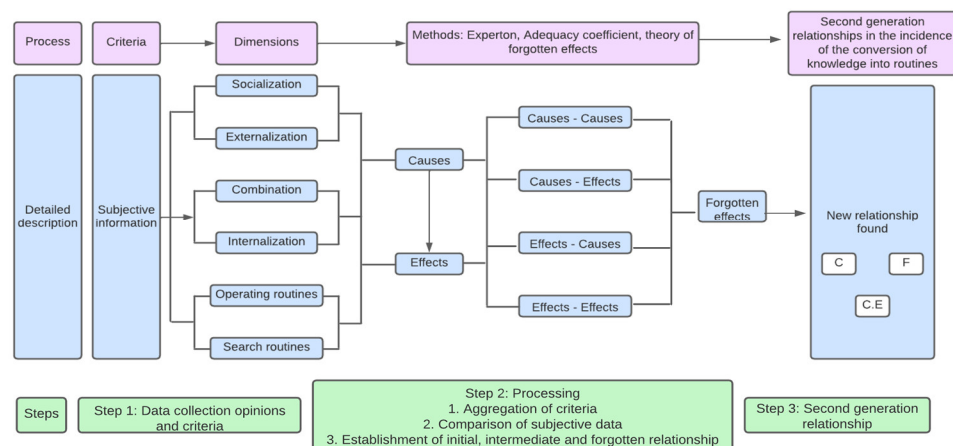 Process
Criteria
Dimensions
Methods: Experton, Adequacy coefficient, theory of
forgotten effects
Second generation
relationships in the incidence
of the conversion of
knowledge into routines
Detailed
description
Subjective
information
Socialization
Externalization
Combination
Internalization
Operating routines
Search routines
Causes
Effects
Causes - Causes
Causes - Effects
Effects - Causes
Effects - Effects
Forgotten
effects
New relationship
found
C
F
C.E
Steps
Step 1: Data collection opinions
and criteria
Step 2: Processing
1. Aggregation of criteria
2. Comparison of subjective data
3. Establishment of initial, intermediate and forgotten relationship
Step 3: Second generation
relationship